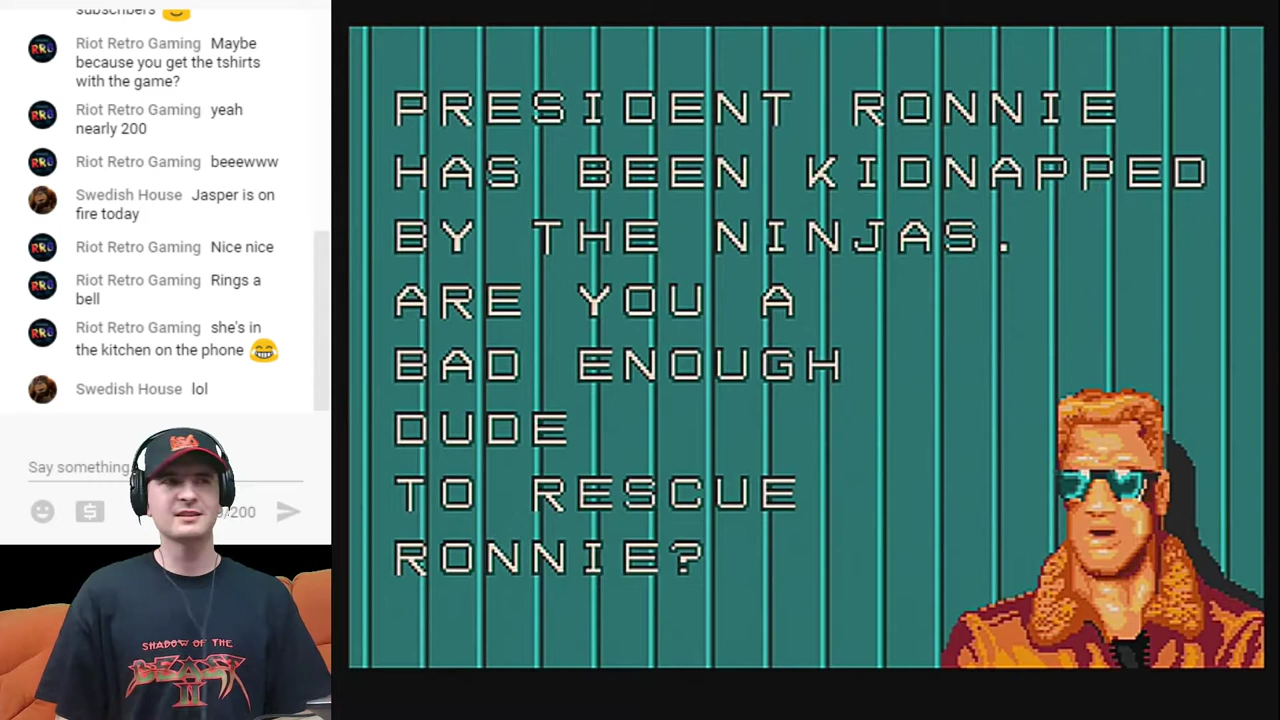 subscribers
Riot Retro Gaming Maybe
because you get the tshirts
with the game?
Riot Retro Gaming yeah
nearly 200
Riot Retro Gaming beeewww
Swedish House Jasper is on
fire today
Riot Retro Gaming Nice nice
Riot Retro Gaming Rings a
bell
Riot Retro Gaming she's in
the kitchen on the phone
Swedish House lol
Say something
/200
SHADOW OF THE
BEAST
II
PRESIDENT RONNIE
HAS BEEN KIDNAPPED
BY THE NINJAS.
ARE YOU A
BAD ENOUGH
DUDE
TO RESCUE
RONNIE?